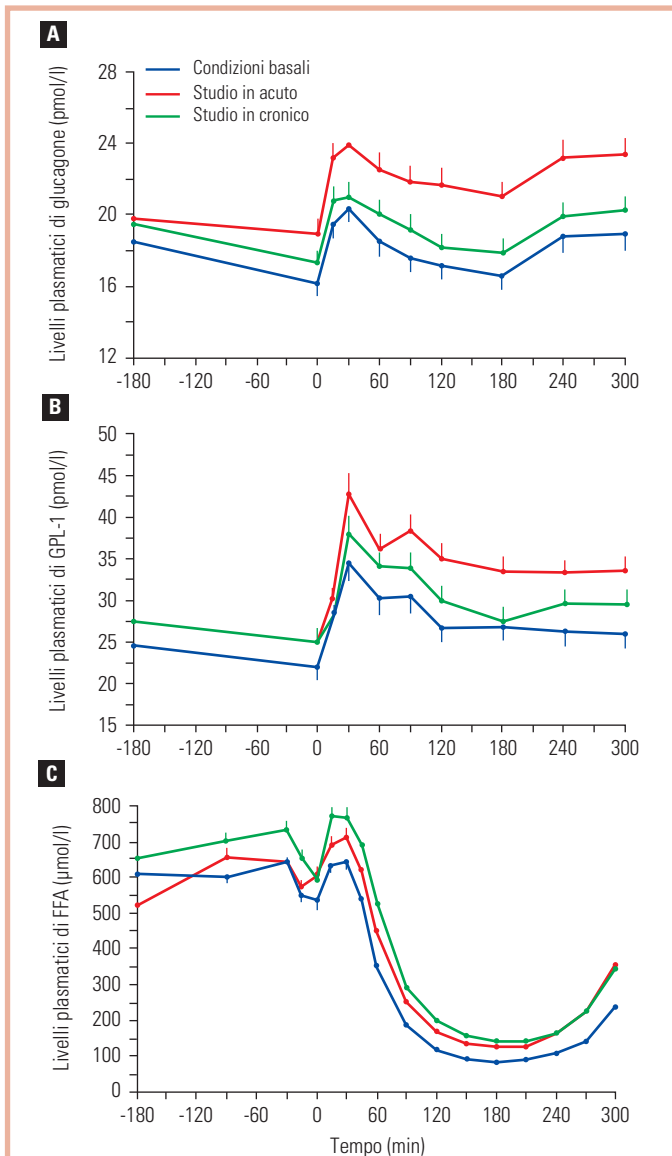 A
Condizioni basali
Studio in acuto
Studio in cronico
Livelli plasmatici di glucagone (pmol/l)
28
24
20
16
12
-180 -120 -60 0 60 120 180 240 300
B
Livelli plasmatici di GPL-1 (pmol/l)
50
45
40
35
30
25
20
15
-180 -120 -60 0 60 120 180 240 300
C
Livelli plasmatici di FFA (µmol/l)
800
700
600
500
400
300
200
100
0
-180 -120 -60 0 60 120 180 240 300
Tempo (min)